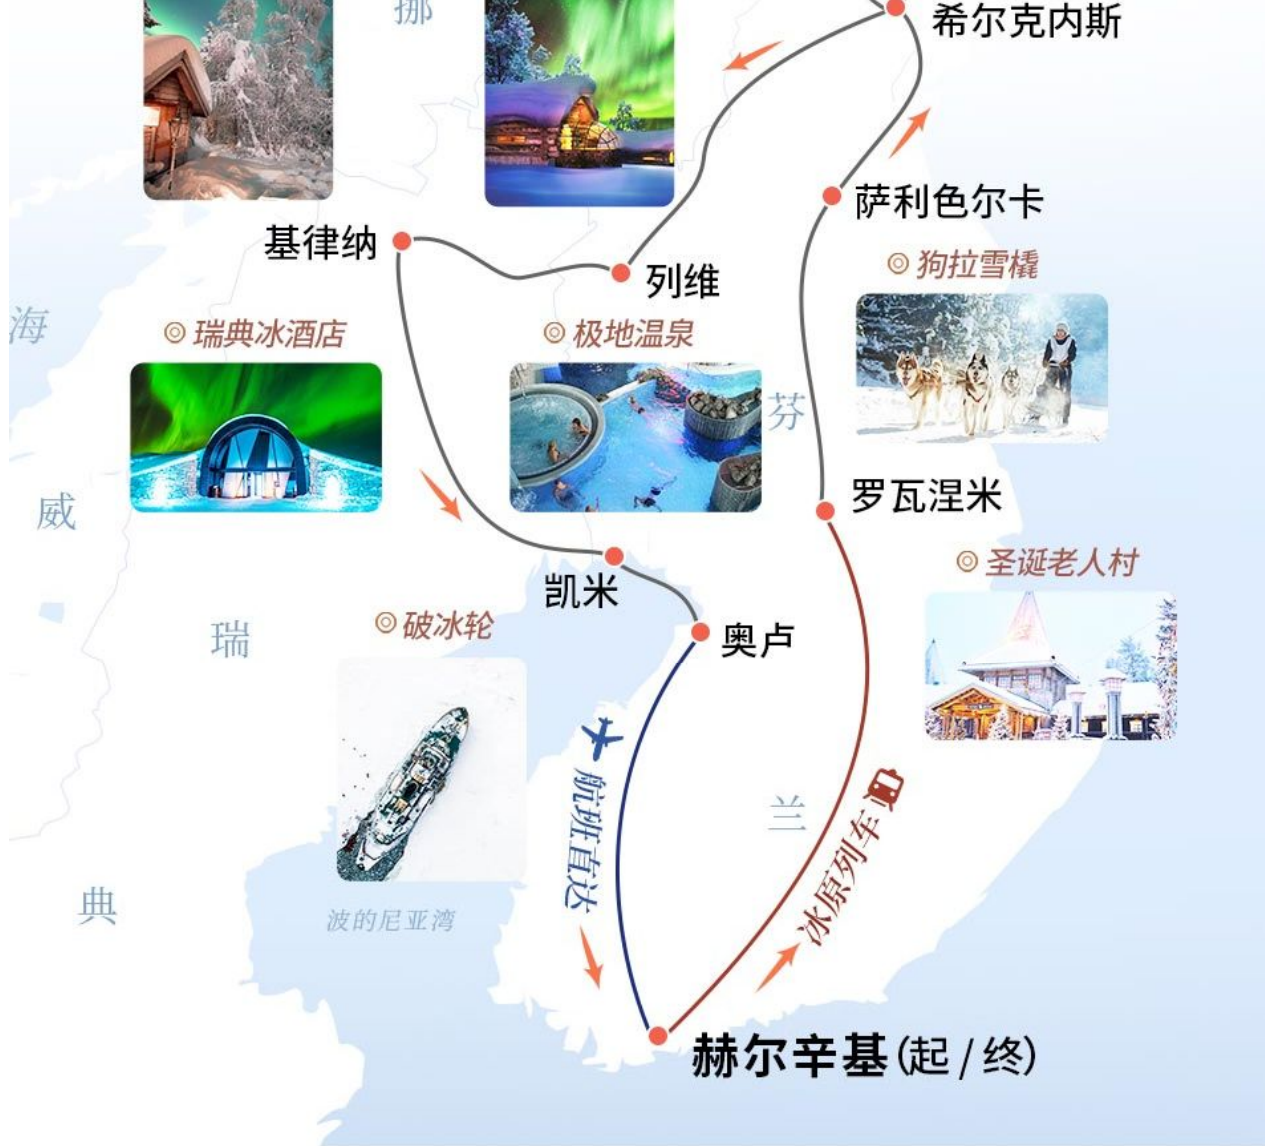 挪
希尔克内斯
萨利色尔卡
基律纳
列维
狗拉雪橇
海
瑞典冰酒店
极地温泉
芬
威
罗瓦涅米
圣诞老人村
凯米
破冰轮
瑞
奥卢
航班直达
兰
冰原列车
典
波的尼亚湾
赫尔辛基(起/终)